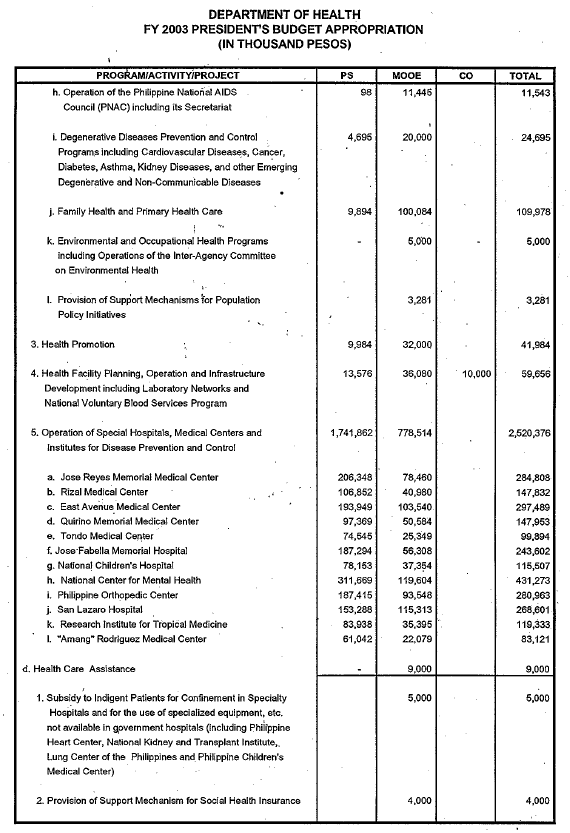 DEPARTMENT OF HEALTH
FY 2003 PRESIDENT'S BUDGET APPROPRIATION
(IN THOUSAND PESOS)
PROGRAM/ACTIVITY/PROJECT PS MOOE CO TOTAL
h. Operation of the Philippine National AIDS 98 11,445 11,543
Council (PNAC) including its Secretariat
i. Degenerative Diseases Prevention and Control 4,695 20,000 24,695
Programs including Cardiovascular Diseases, Cancer,
Diabetes, Asthma, Kidney Diseases, and other Emerging
Degenerative and Non-Communicable Diseases
j. Family Health and Primary Health Care 9,894 100,084 109,978
k. Environmental and Occupational Health Programs - 5,000 - 5,000
including Operations of the Inter-Agency Committee
on Environmental Health
l. Provision of Support Mechanisms for Population 3,281 3,281
Policy Initiatives
3. Health Promotion 9,984 32,000 41,984
4. Health Facility Planning, Operation and Infrastructure 13,576 36,080 10,000 59,656
Development including Laboratory Networks and
National Voluntary Blood Services Program
5. Operation of Special Hospitals, Medical Centers and 1,741,862 778,514 2,520,376
Institutes for Disease Prevention and Control
a. Jose Reyes Memorial Medical Center 206,348 78,460 284,808
b. Rizal Medical Center 106,852 40,980 147,832
c. East Avenue Medical Center 193,949 103,540 297,489
d. Quirino Memorial Medical Center 97,369 50,584 147,953
e. Tondo Medical Center 74,545 25,349 99,894
f. Jose Fabella Memorial Hospital 187,294 56,308 243,602
g. National Children's Hospital 78,153 37,354 115,507
h. National Center for Mental Health 311,669 119,604 431,273
i. Philippine Orthopedic Center 187,415 93,548 280,963
j. San Lazaro Hospital 153,288 115,313 268,601
k. Research Institute for Tropical Medicine 83,938 35,395 119,333
l. "Amang" Rodriguez Medical Center 61,042 22,079 83,121
d. Health Care Assistance - 9,000 9,000
1. Subsidy to Indigent Patients for Confinement in Specialty 5,000 5,000
Hospitals and for the use of specialized equipment, etc.
not available in government hospitals (including Philippine
Heart Center, National Kidney and Transplant Institute,
Lung Center of the Philippines and Philippine Children's
Medical Center)
2. Provision of Support Mechanism for Social Health Insurance 4,000 4,000